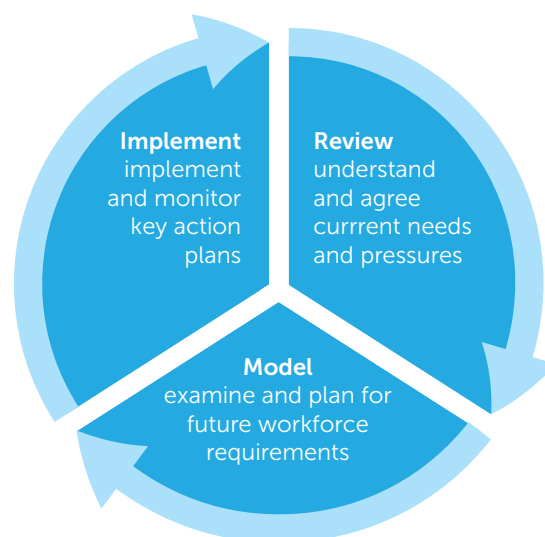 Implement
implement
and monitor
key action
plans
Review
understand
and agree
currrent needs
and pressures
Model
examine and plan for
future workforce
requirements